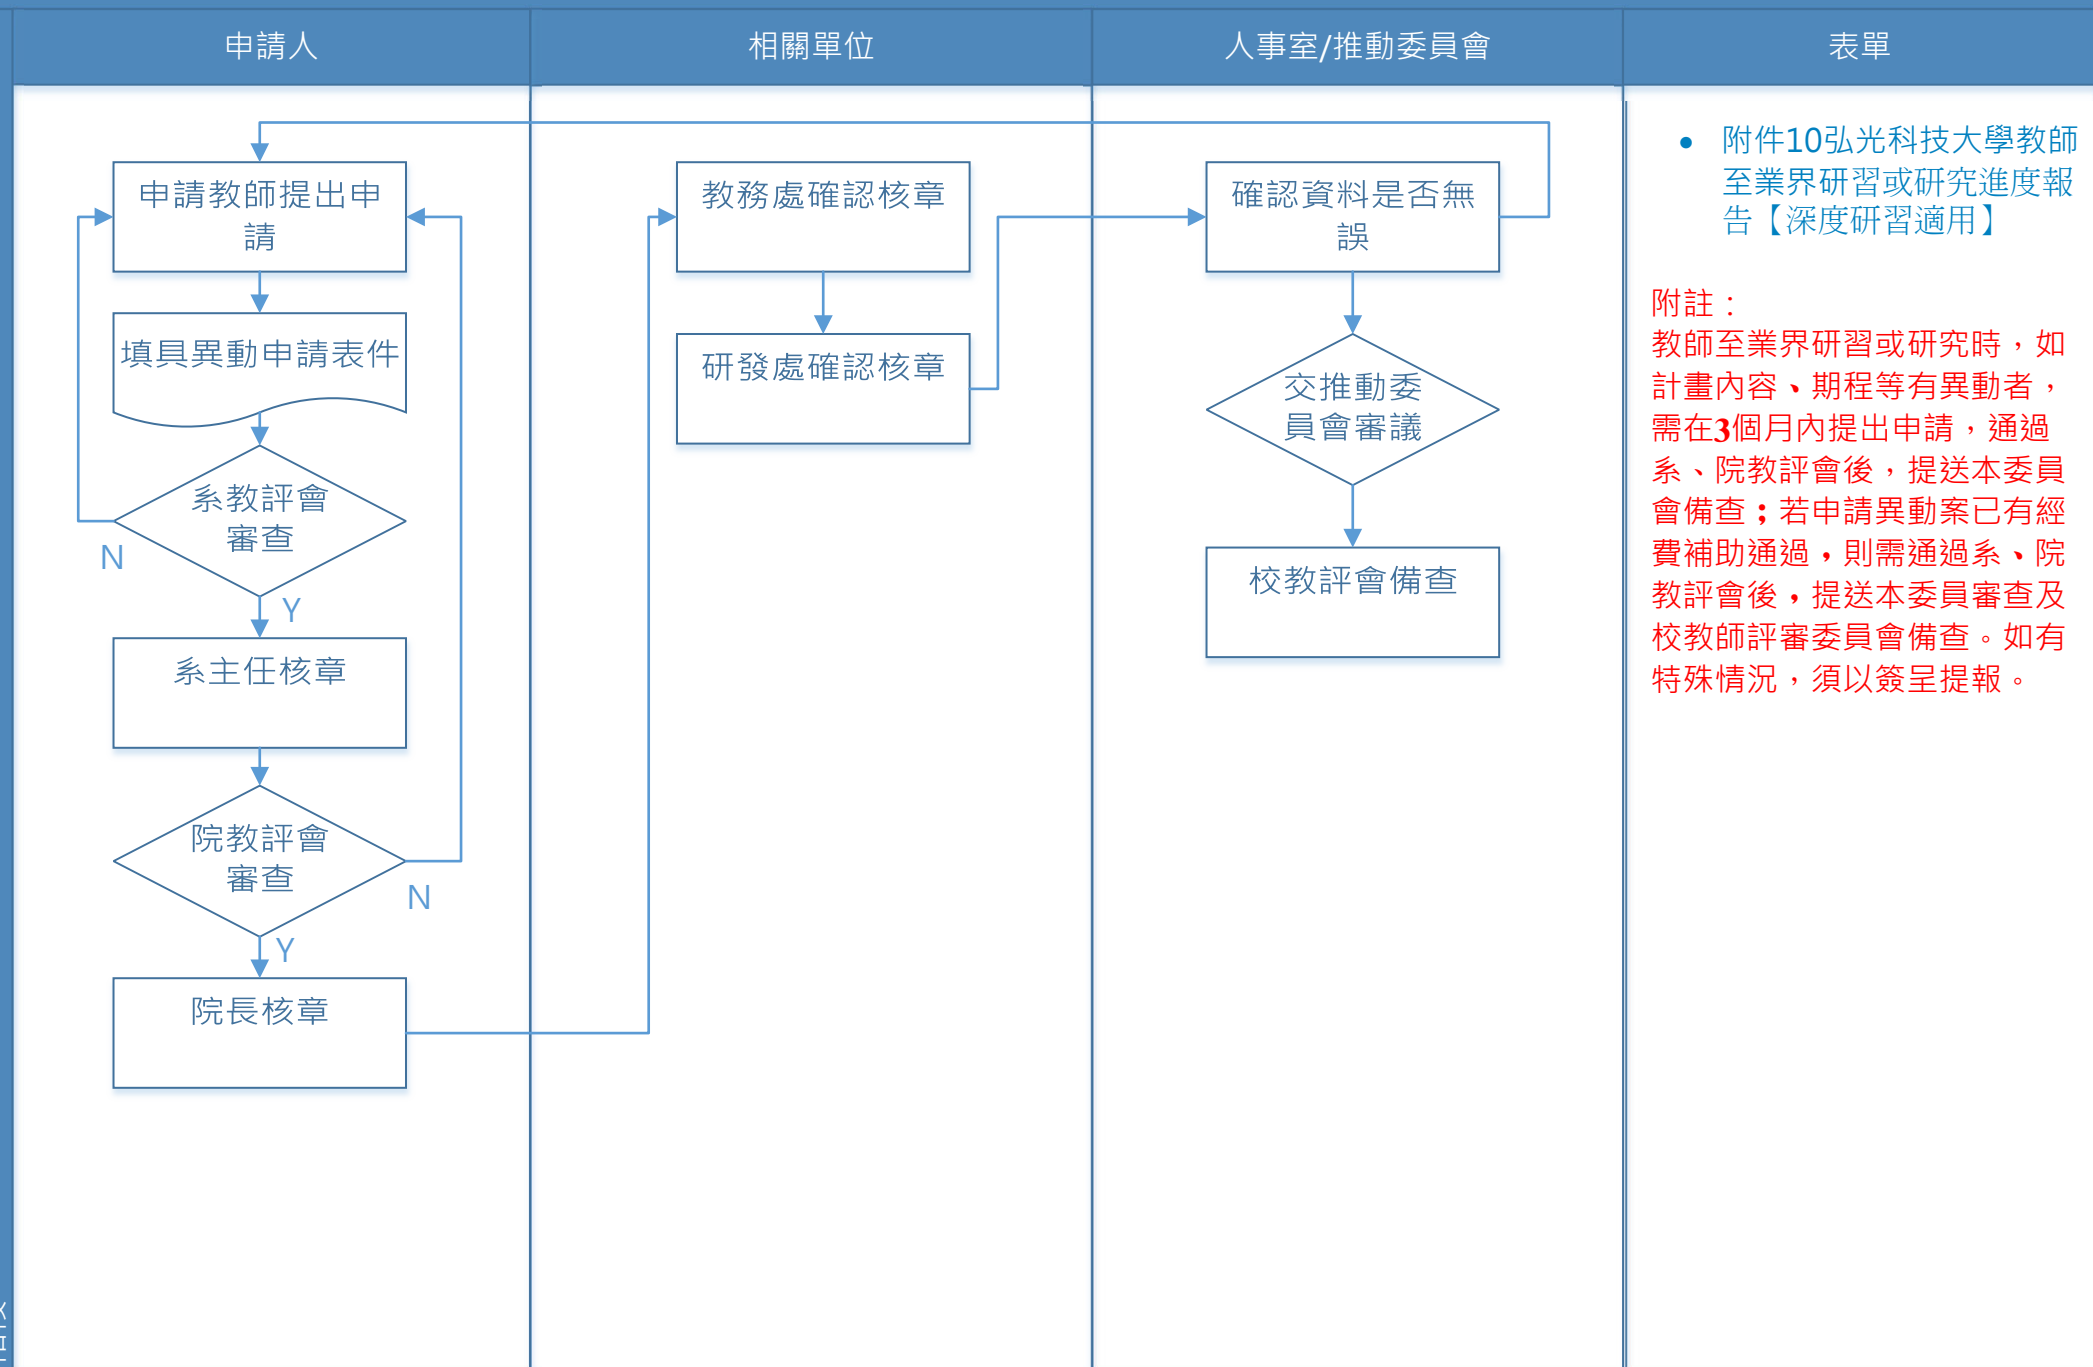 申請人
相關單位
人事室/推動委員會
表單
申請教師提出申
請
填具異動申請表件
系教評會
審查
N
Y
系主任核章
院教評會
審查
N
Y
院長核章
教務處確認核章
研發處確認核章
確認資料是否無
誤
交推動委
員會審議
校教評會備查
• 附件10弘光科技大學教師
至業界研習或研究進度報
告【深度研習適用】
附註：
教師至業界研習或研究時，如
計畫內容、期程等有異動者，
需在3個月內提出申請，通過
系、院教評會後，提送本委員
會備查；若申請異動案已有經
費補助通過，則需通過系、院
教評會後，提送本委員審查及
校教師評審委員會備查。如有
特殊情況，須以簽呈提報。